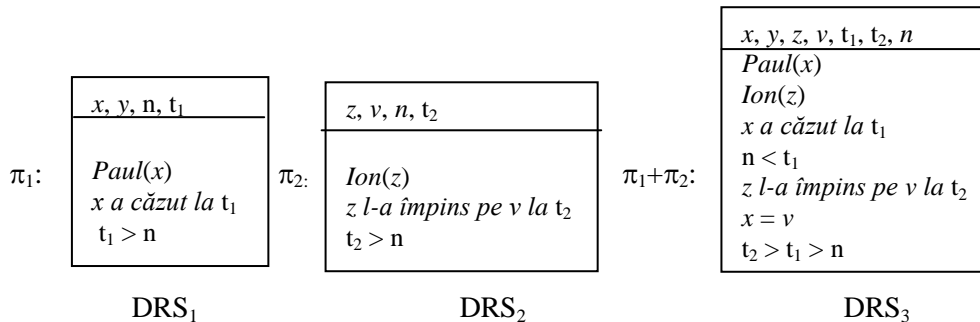 π₁:
x, y, n, t₁
Paul(x)
x a căzut la t₁
t₁ > n
DRS₁
π₂:
z, v, n, t₂
Ion(z)
z l-a împins pe v la t₂
t₂ > n
DRS₂
π₁+π₂:
x, y, z, v, t₁, t₂, n
Paul(x)
Ion(z)
x a căzut la t₁
n < t₁
z l-a împins pe v la t₂
x = v
t₂ > t₁ > n
DRS₃